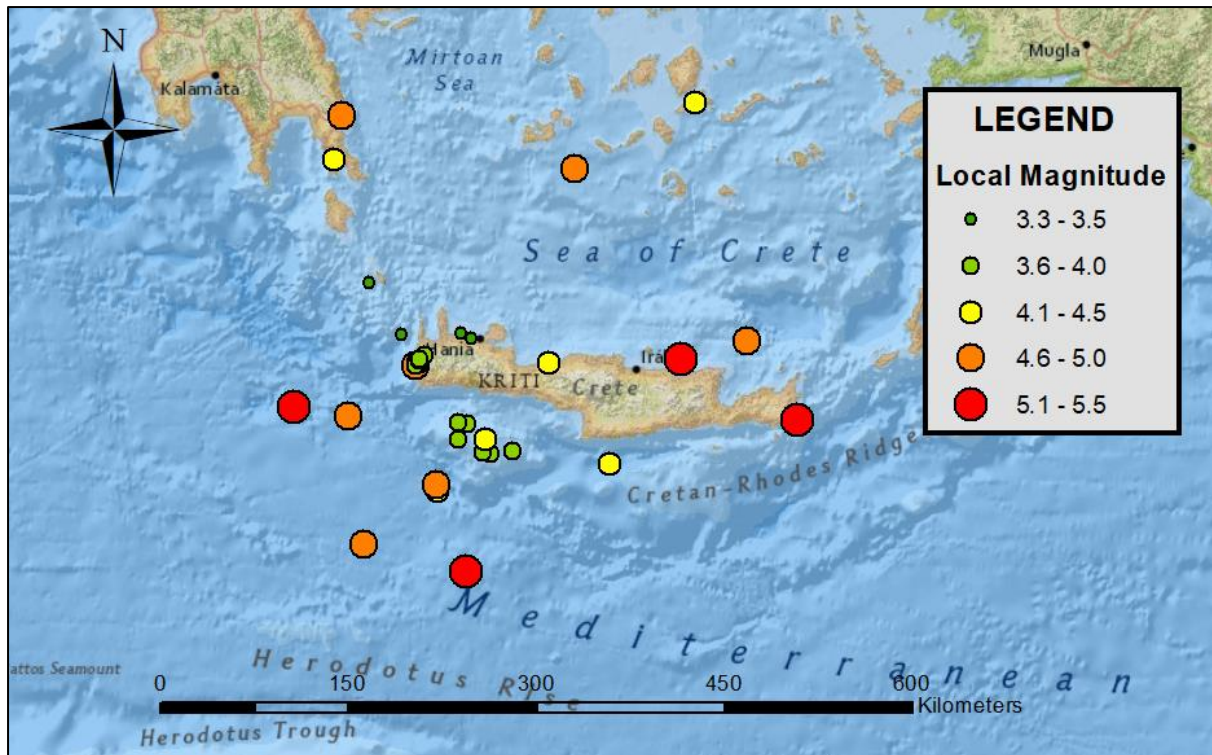 N
Mirtoan
Sea
Kalamáta
Mugla
LEGEND
Local Magnitude
3.3 - 3.5
3.6 - 4.0
4.1 - 4.5
4.6 - 5.0
5.1 - 5.5
Sea of Crete
KRITI
Crete
Cretan-Rhodes Ridge
Mediterranean
attos Seamount
Herodotus Rise
0 150 300 450 600
Kilometers
Herodotus Trough